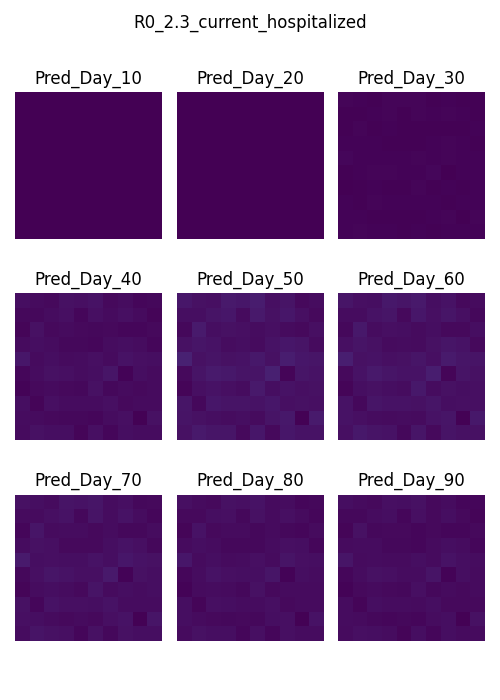 R0_2.3_current_hospitalized
Pred_Day_10 Pred_Day_20 Pred_Day_30
Pred_Day_40 Pred_Day_50 Pred_Day_60
Pred_Day_70 Pred_Day_80 Pred_Day_90